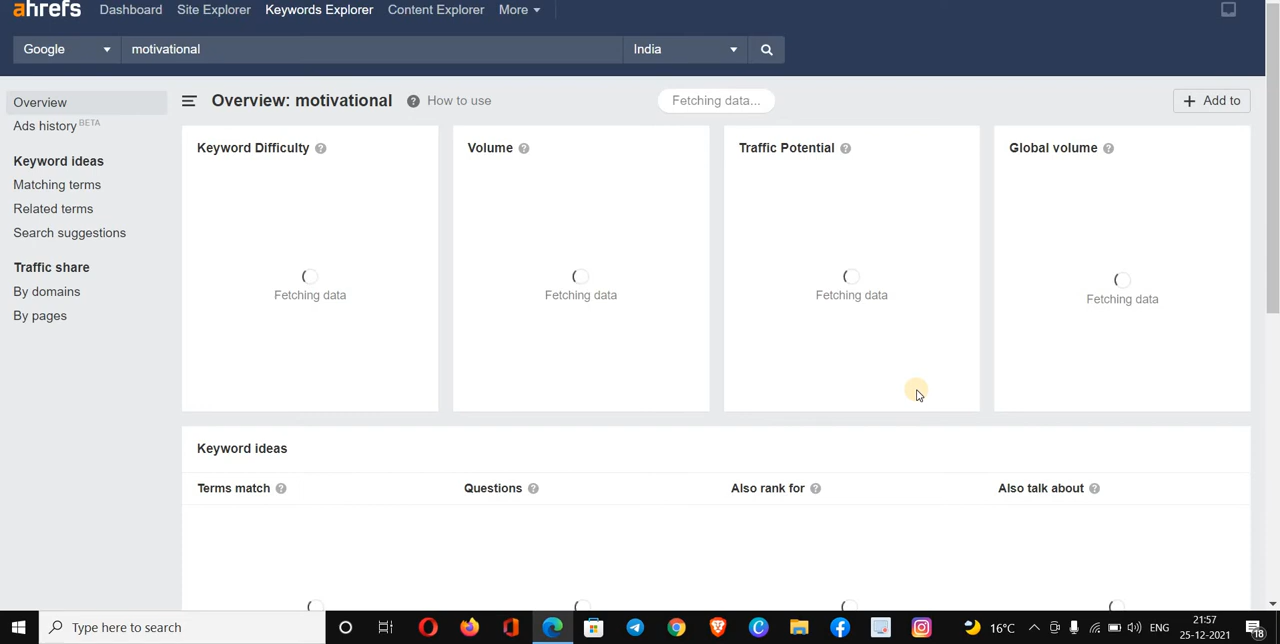 ahrefs Dashboard Site Explorer Keywords Explorer Content Explorer More
Google motivational India
Overview
Ads history BETA
Keyword ideas
Matching terms
Related terms
Search suggestions
Traffic share
By domains
By pages
Overview: motivational ? How to use Fetching data... + Add to
Keyword Difficulty ? Volume ? Traffic Potential ? Global volume ?
Fetching data Fetching data Fetching data Fetching data
Keyword ideas
Terms match ? Questions ? Also rank for ? Also talk about ?
Type here to search 16°C ENG 21:57
25-12-2021 18